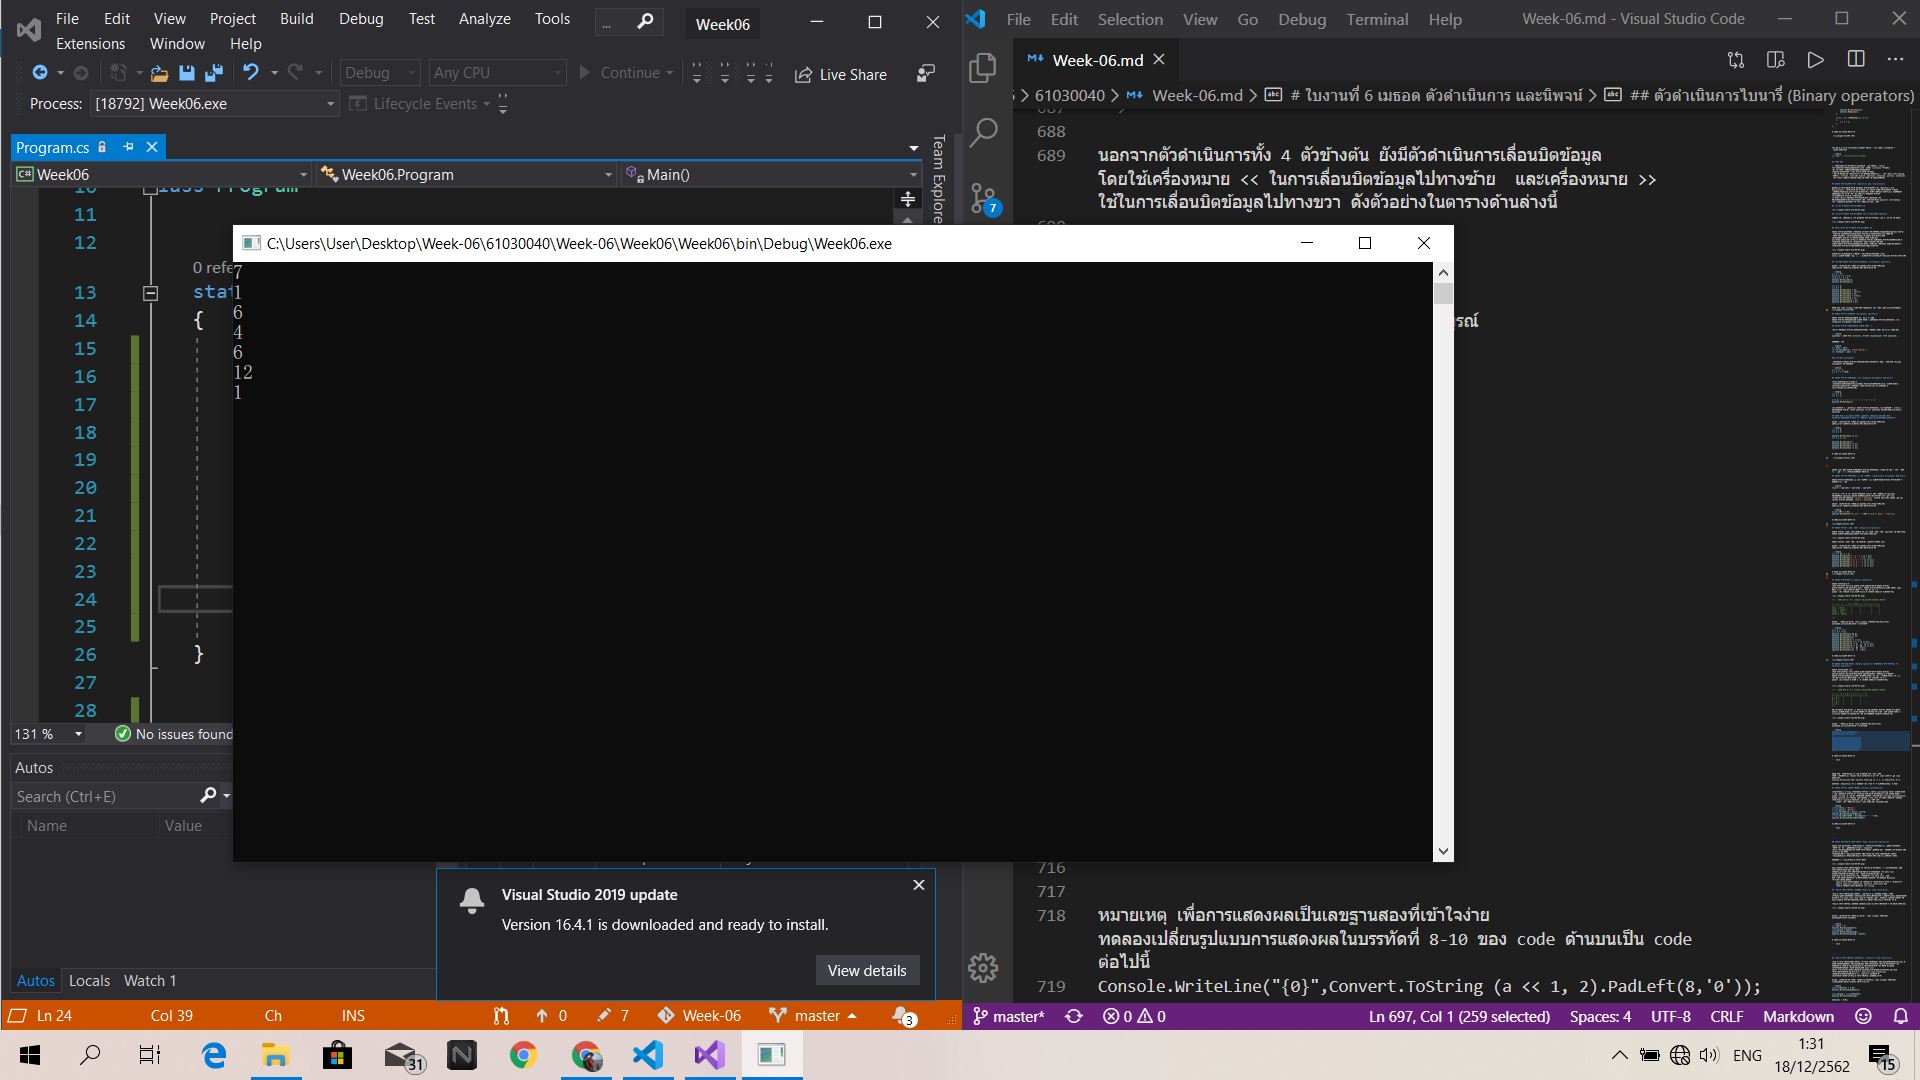 File Edit View Project Build Debug Test Analyze Tools
... Week06
Extensions Window Help
Debug Any CPU Continue Live Share
Process: [18792] Week06.exe Lifecycle Events
Program.cs
Team Explore
C# Week06 Week06.Program Main()
11
12
0 refe
13 stat
14 {
15
16
17
18
19
20
21
22
23
24
25
26 }
27
28
131 % No issues found
Autos
Search (Ctrl+E)
Name Value
Autos Locals Watch 1
C:\Users\User\Desktop\Week-06\61030040\Week-06\Week06\Week06\bin\Debug\Week06.exe
7
1
6
4
6
12
1
Visual Studio 2019 update
Version 16.4.1 is downloaded and ready to install.
View details
Ln 24 Col 39 Ch INS 0 7 Week-06 master 3
File Edit Selection View Go Debug Terminal Help Week-06.md - Visual Studio Code
Week-06.md
61030040 > Week-06.md > # ใบงานที่ 6 เมธอด ตัวดำเนินการ และนิพจน์ > ## ตัวดำเนินการไบนารี่ (Binary operators)
688
689 นอกจากตัวดำเนินการทั้ง 4 ตัวข้างต้น ยังมีตัวดำเนินการเลื่อนบิตข้อมูล
โดยใช้เครื่องหมาย << ในการเลื่อนบิตข้อมูลไปทางซ้าย และเครื่องหมาย >>
ใช้ในการเลื่อนบิตข้อมูลไปทางขวา ดังตัวอย่างในตารางด้านล่างนี้
7
รณ์
716
717
718 หมายเหตุ เพื่อการแสดงผลเป็นเลขฐานสองที่เข้าใจง่าย
ทดลองเปลี่ยนรูปแบบการแสดงผลในบรรทัดที่ 8-10 ของ code ด้านบนเป็น code
ต่อไปนี้
719 Console.WriteLine("{0}",Convert.ToString (a << 1, 2).PadLeft(8,'0'));
master* 0 0 Ln 697, Col 1 (259 selected) Spaces: 4 UTF-8 CRLF Markdown
31 ENG 1:31
18/12/2562 15